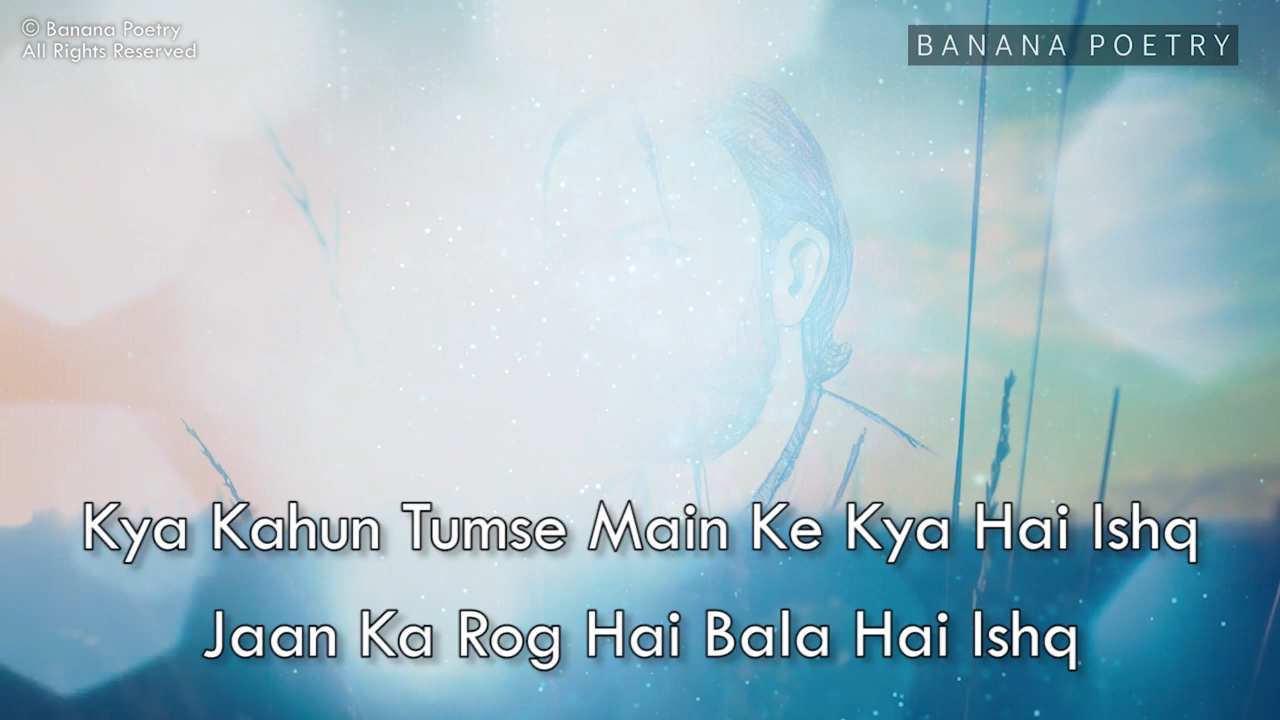 © Banana Poetry
All Rights Reserved
BANANA POETRY
Kya Kahun Tumse Main Ke Kya Hai Ishq
Jaan Ka Rog Hai Bala Hai Ishq